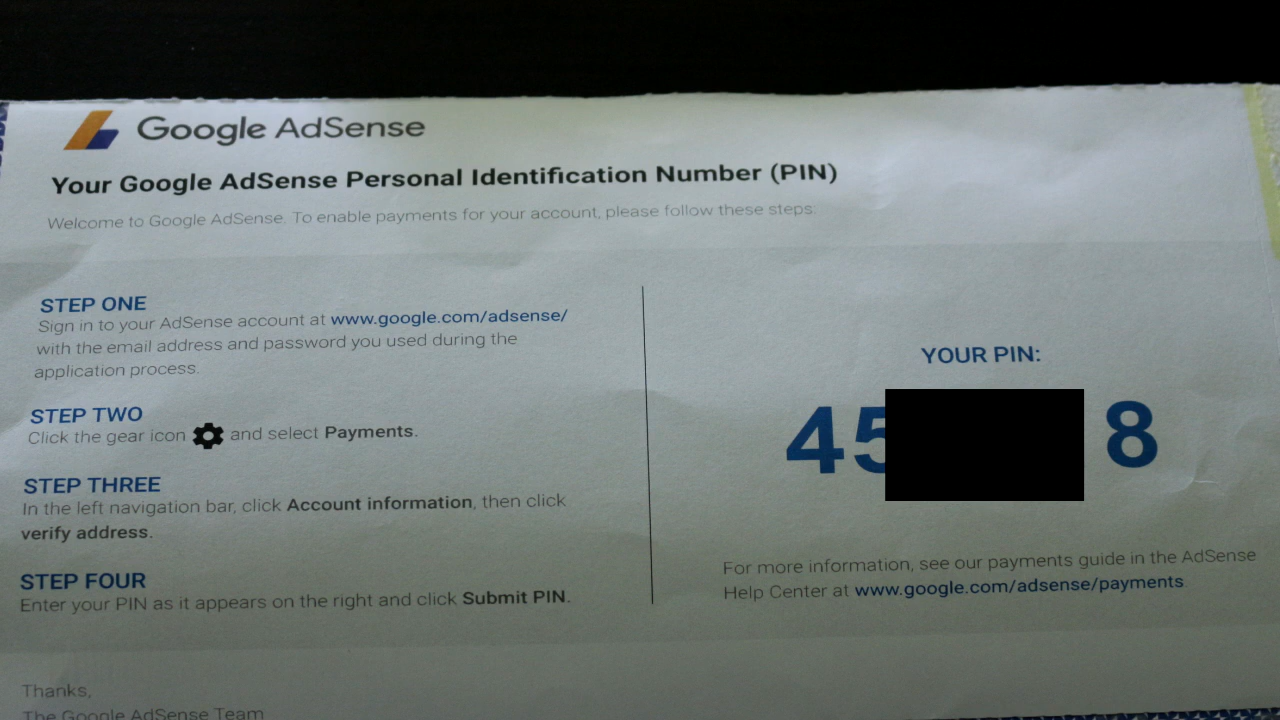 Google AdSense
Your Google AdSense Personal Identification Number (PIN)
Welcome to Google AdSense. To enable payments for your account, please follow these steps:
STEP ONE
Sign in to your AdSense account at www.google.com/adsense/
with the email address and password you used during the
application process.
STEP TWO
Click the gear icon and select Payments.
STEP THREE
In the left navigation bar, click Account information, then click
verify address.
STEP FOUR
Enter your PIN as it appears on the right and click Submit PIN.
YOUR PIN:
45 8
For more information, see our payments guide in the AdSense
Help Center at www.google.com/adsense/payments.
Thanks,
The Google AdSense Team